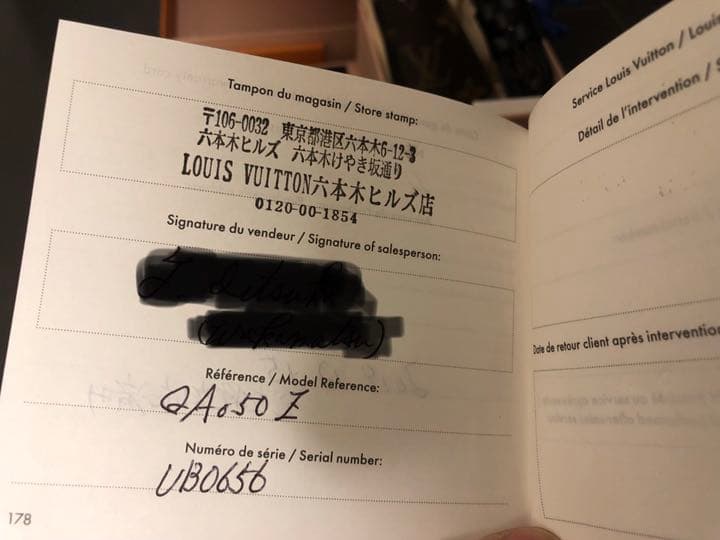 Tampon du magasin / Store stamp:
〒106-0032 東京都港区六本木6-12-3
六本木ヒルズ 六本木けやき坂通り
LOUIS VUITTON六本木ヒルズ店
0120-00-1854
Signature du vendeur / Signature of salesperson:
Référence / Model Reference:
QA050Z
Numéro de série / Serial number:
UB0656
178
Service Louis Vuitton / Loui
Détail de l'intervention / S
Date de retour client après intervention